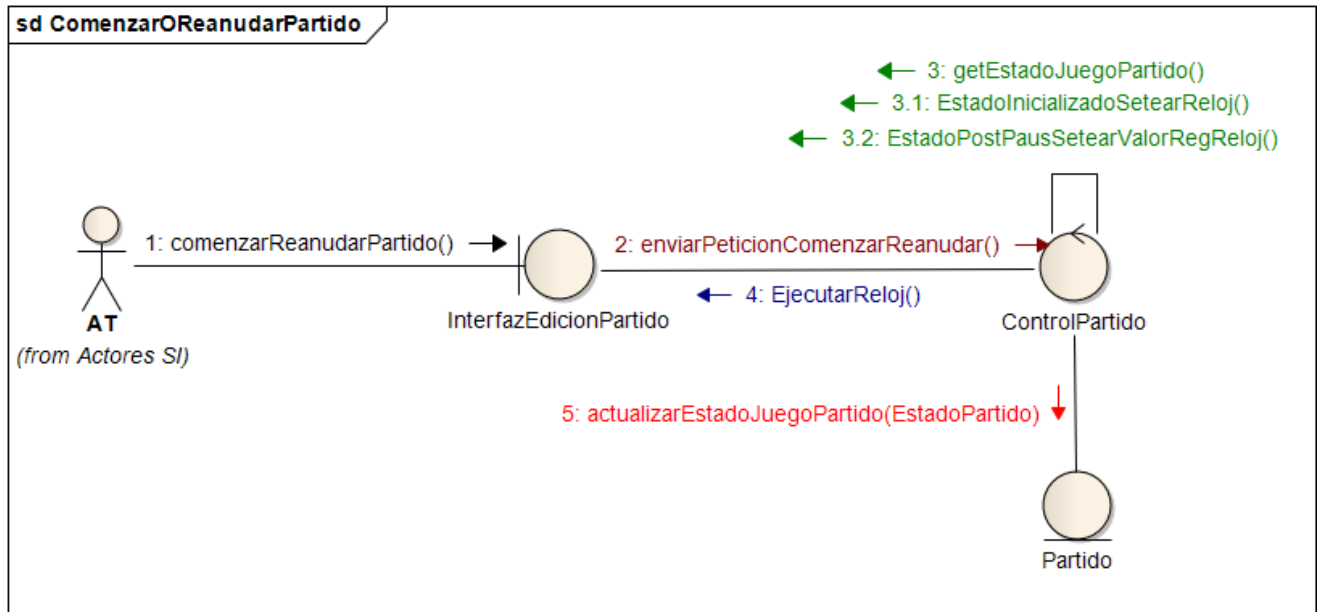 sd ComenzarOReanudarPartido
3: getEstadoJuegoPartido()
3.1: EstadoInicializadoSetearReloj()
3.2: EstadoPostPausSetearValorRegReloj()
1: comenzarReanudarPartido()
2: enviarPeticionComenzarReanudar()
4: EjecutarReloj()
AT
(from Actores SI)
InterfazEdicionPartido
ControlPartido
5: actualizarEstadoJuegoPartido(EstadoPartido)
Partido